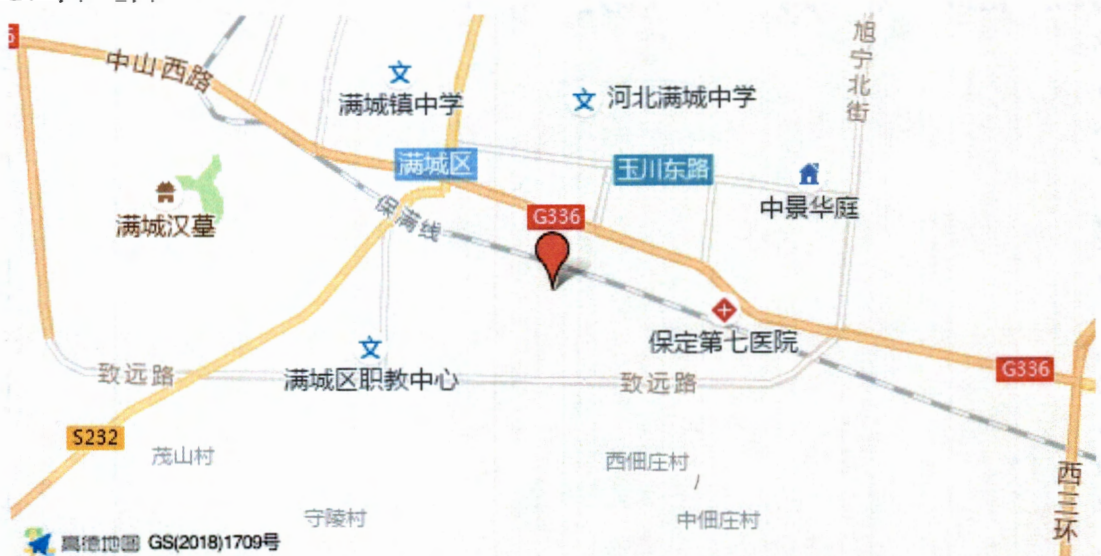 旭宁北街
中山西路
满城镇中学
河北满城中学
满城区
玉川东路
满城汉墓
保满线
G336
中景华庭
保定第七医院
致远路
满城区职教中心
致远路
G336
S232
茂山村
西佃庄村
西三环
守陵村
中佃庄村
高德地图 GS(2018)1709号